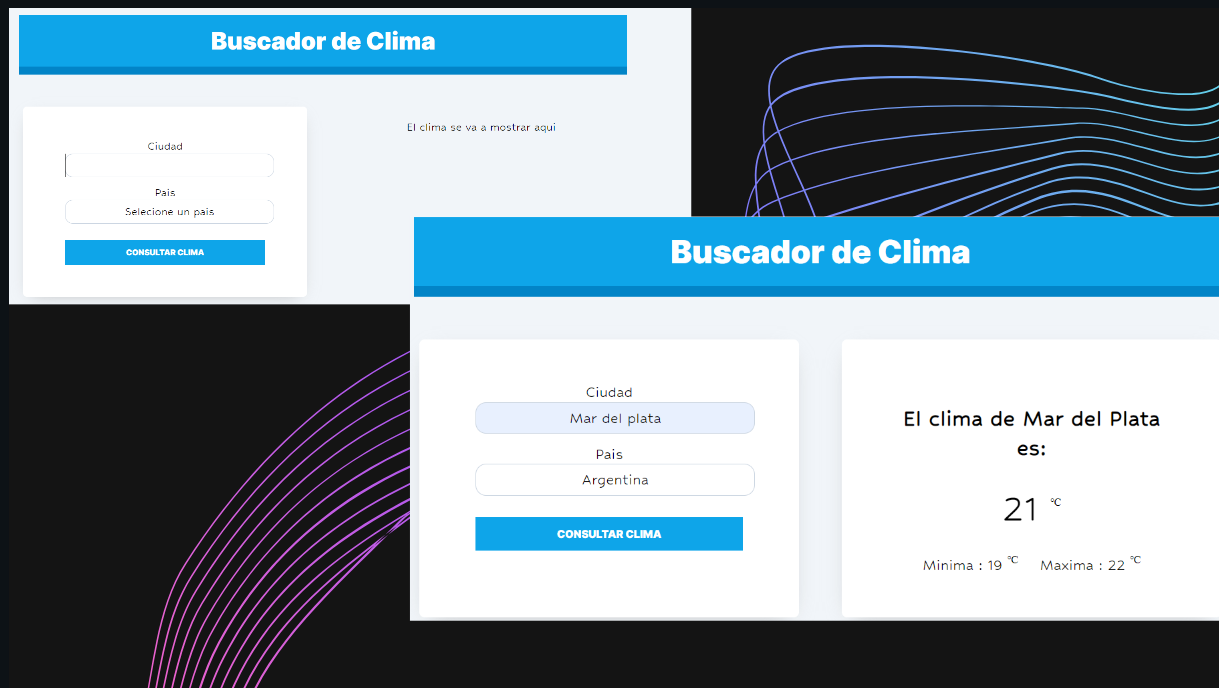 Buscador de Clima
Ciudad
Pais
Selecione un pais
CONSULTAR CLIMA
El clima se va a mostrar aqui
Buscador de Clima
Ciudad
Mar del plata
Pais
Argentina
CONSULTAR CLIMA
El clima de Mar del Plata
es:
21 °C
Minima : 19 °C Maxima : 22 °C